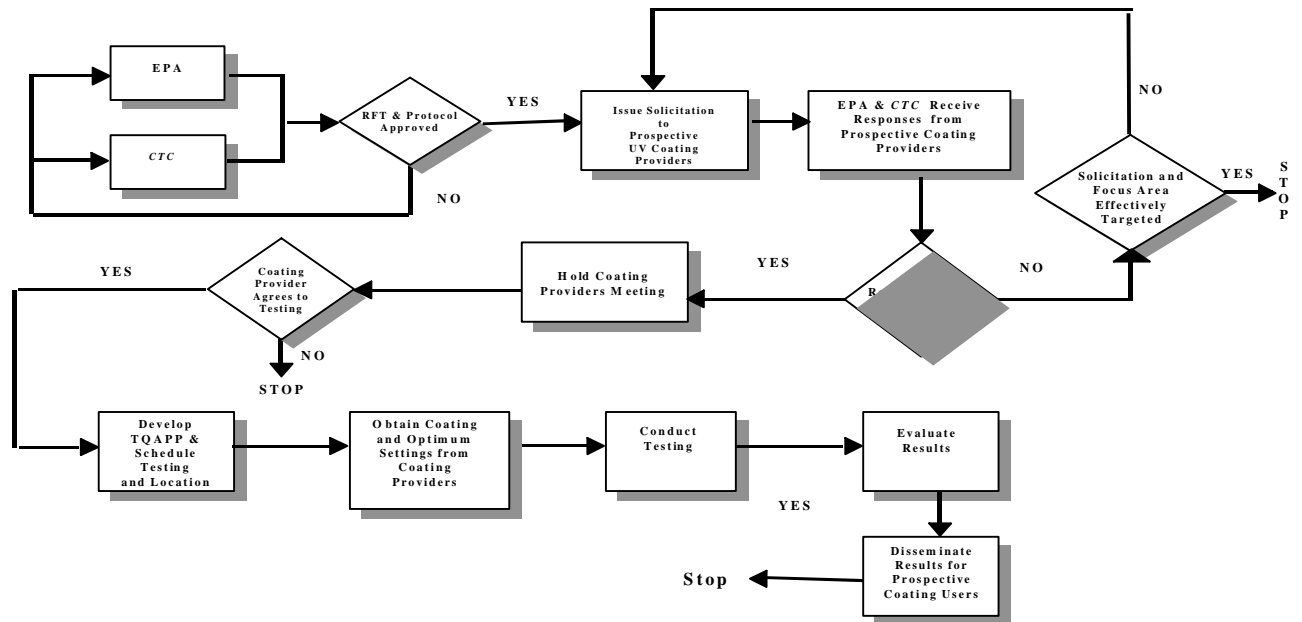 EPA
CTC
RFT & Protocol
Approved
YES
NO
Issue Solicitation
to
Prospective
UV Coating
Providers
EPA & CTC Receive
Responses from
Prospective Coating
Providers
NO
Solicitation and
Focus Area
Effectively
Targeted
YES
STOP
NO
YES
Hold Coating
Providers Meeting
Coating
Provider
Agrees to
Testing
YES
NO
STOP
Develop
TQAPP &
Schedule
Testing
and Location
Obtain Coating
and Optimum
Settings from
Coating
Providers
Conduct
Testing
Evaluate
Results
YES
Disseminate
Results for
Prospective
Coating Users
Stop